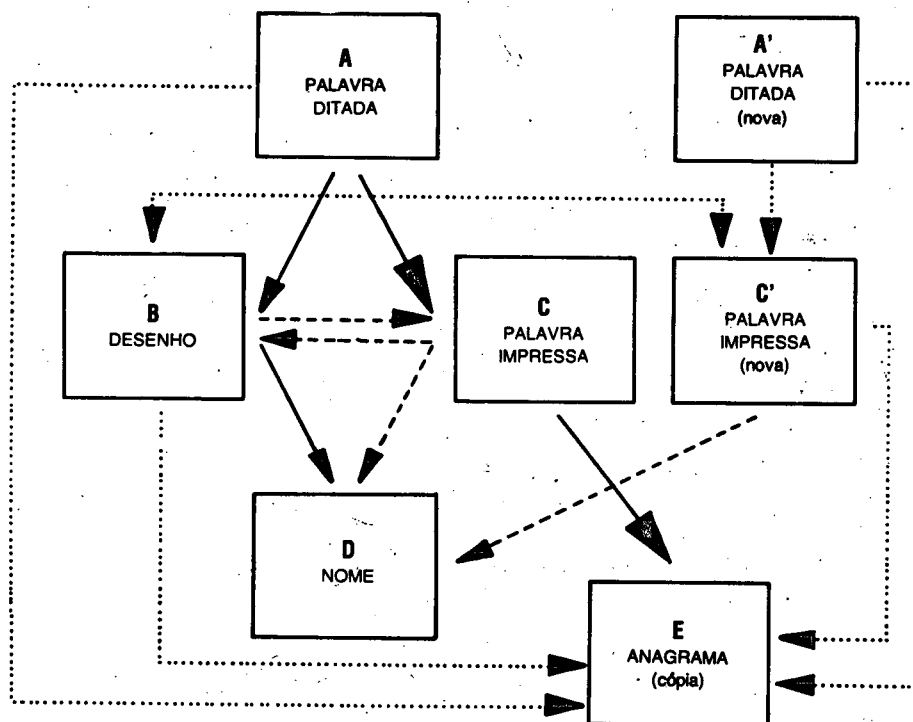 A
PALAVRA
DITADA
A'
PALAVRA
DITADA
(nova)
B
DESENHO
C
PALAVRA
IMPRESSA
C'
PALAVRA
IMPRESSA
(nova)
D
NOME
E
ANAGRAMA
(cópia)